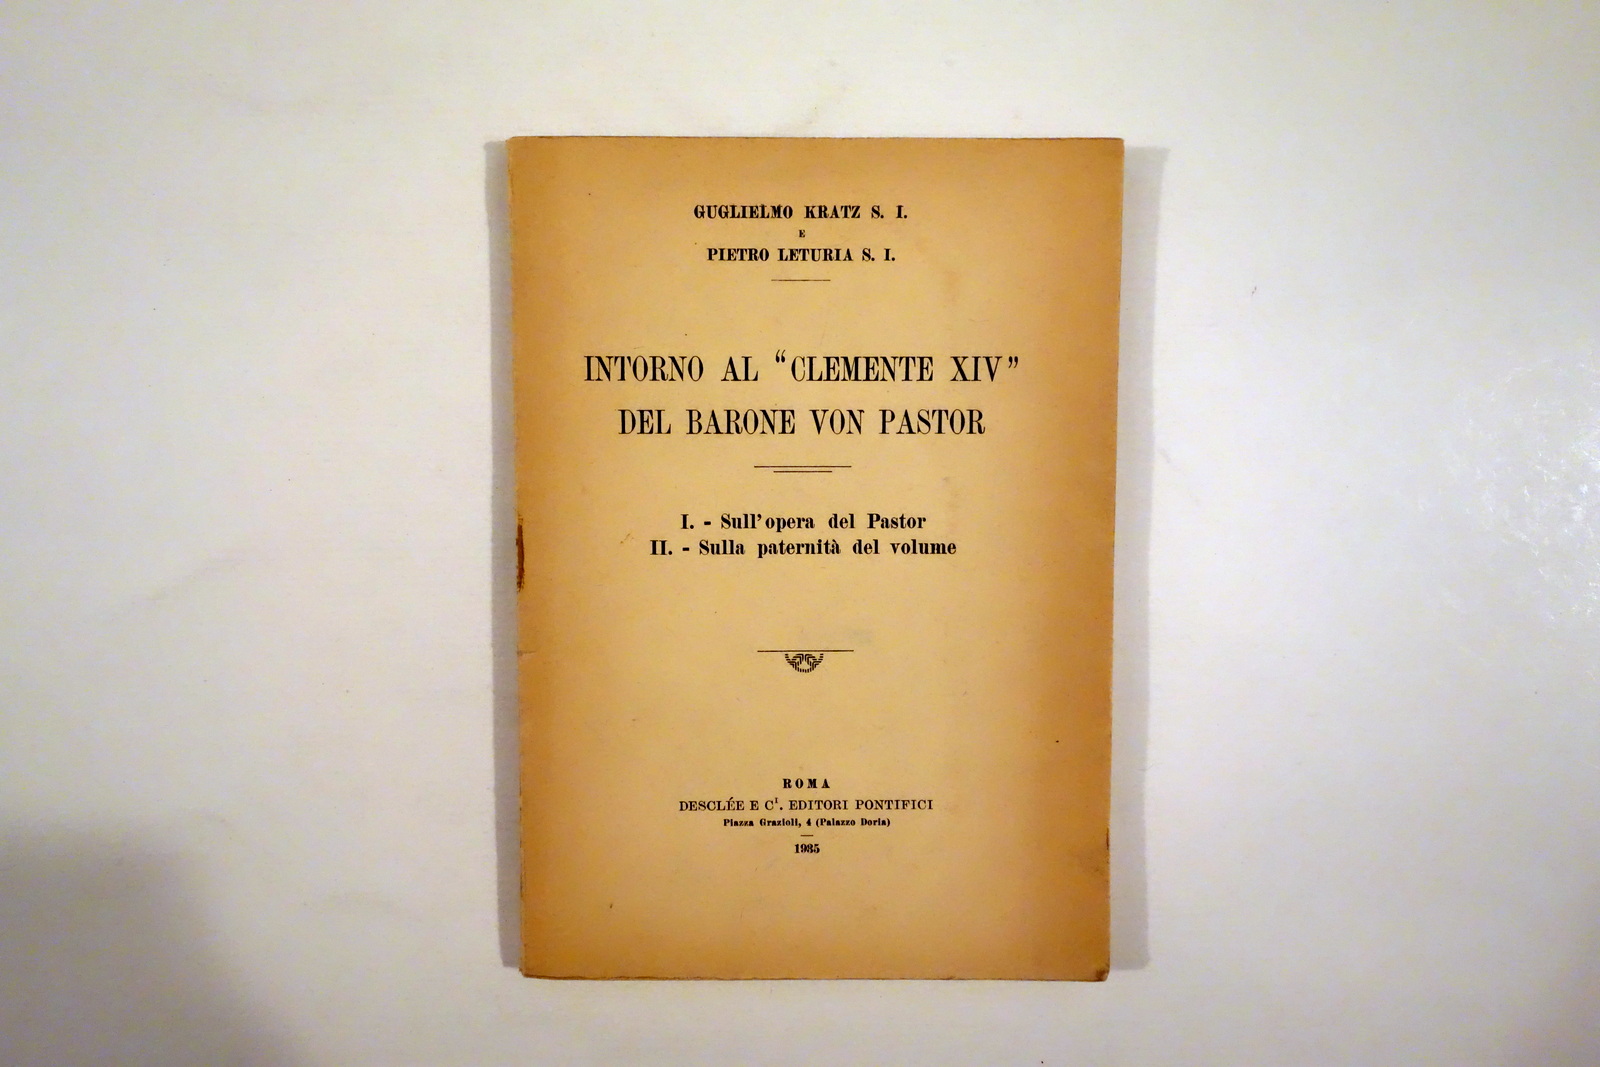 GUGLIELMO KRATZ S. I.
E
PIETRO LETURIA S. I.
INTORNO AL “CLEMENTE XIV”
DEL BARONE VON PASTOR
I. - Sull'opera del Pastor
II. - Sulla paternità del volume
ROMA
DESCLÉE E Cⁱ. EDITORI PONTIFICI
Piazza Grazioli, 4 (Palazzo Doria)
1935